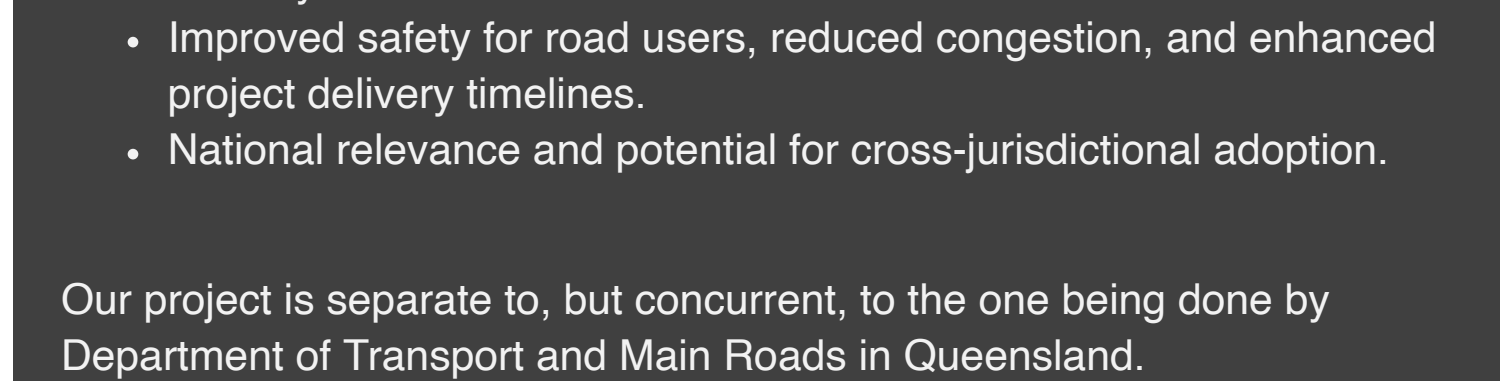 • Improved safety for road users, reduced congestion, and enhanced
project delivery timelines.
• National relevance and potential for cross-jurisdictional adoption.
Our project is separate to, but concurrent, to the one being done by
Department of Transport and Main Roads in Queensland.